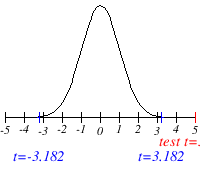 -5 -4 -3 -2 -1 0 1 2 3 4 5
test t=
t=-3.182 t=3.182